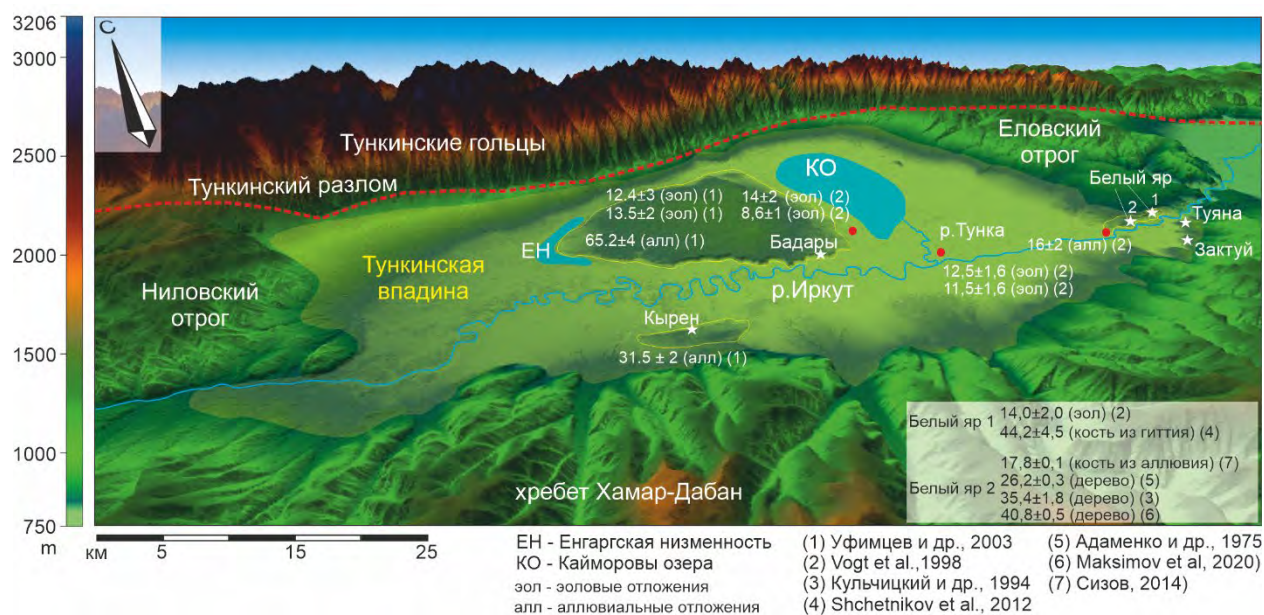 3206
3000
2500
2000
1500
1000
750
m
С
Тункинские гольцы
Тункинский разлом
Еловский
отрог
Белый яр
2
1
Туяна
Зактуй
КО
12.4±3 (эол) (1)
13.5±2 (эол) (1)
14±2 (эол) (2)
8,6±1 (эол) (2)
65.2±4 (алл) (1)
ЕН
Бадары
р.Тунка
16±2 (алл) (2)
12,5±1,6 (эол) (2)
11,5±1,6 (эол) (2)
Тункинская
впадина
р.Иркут
Ниловский
отрог
Кырен
31.5 ± 2 (алл) (1)
хребет Хамар-Дабан
Белый яр 1
14,0±2,0 (эол) (2)
44,2±4,5 (кость из гиттия) (4)
Белый яр 2
17,8±0,1 (кость из аллювия) (7)
26,2±0,3 (дерево) (5)
35,4±1,8 (дерево) (3)
40,8±0,5 (дерево) (6)
км 5 15 25
ЕН - Енгаргская низменность
КО - Кайморовы озера
эол - эоловые отложения
алл - аллювиальные отложения
(1) Уфимцев и др., 2003
(2) Vogt et al.,1998
(3) Кульчицкий и др., 1994
(4) Shchetnikov et al., 2012
(5) Адаменко и др., 1975
(6) Maksimov et al, 2020)
(7) Сизов, 2014)